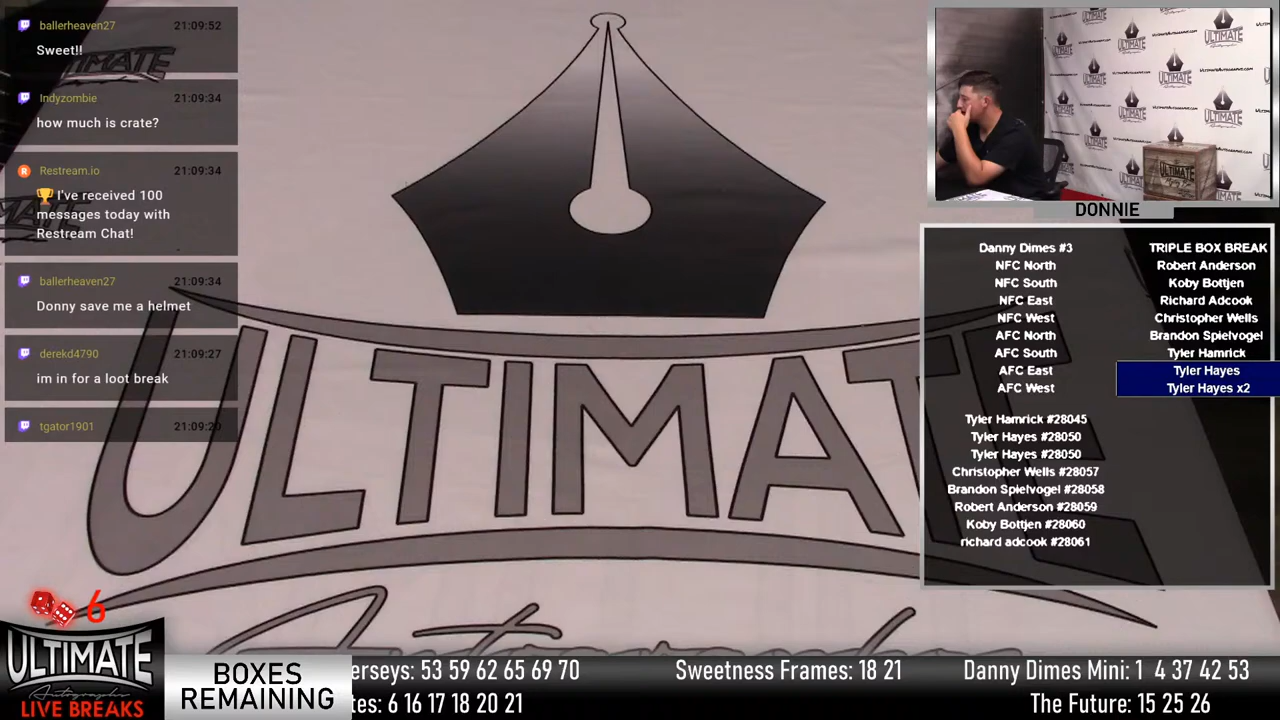 ballerheaven27 21:09:52
Sweet!!
Indyzombie 21:09:34
how much is crate?
Restream.io 21:09:34
🏆 I've received 100
messages today with
Restream Chat!
ballerheaven27 21:09:34
Donny save me a helmet
derekd4790 21:09:27
im in for a loot break
tgator1901
ULTIMATE
ULTIMATE
DONNIE
Danny Dimes #3 TRIPLE BOX BREAK
NFC North Robert Anderson
NFC South Koby Bottjen
NFC East Richard Adcook
NFC West Christopher Wells
AFC North Brandon Spielvogel
AFC South Tyler Hamrick
AFC East Tyler Hayes
AFC West Tyler Hayes x2
Tyler Hamrick #28045
Tyler Hayes #28050
Tyler Hayes #28050
Christopher Wells #28057
Brandon Spielvogel #28058
Robert Anderson #28059
Koby Bottjen #28060
richard adcook #28061
ULTIMAT
6
ULTIMATE
Autographs
LIVE BREAKS
BOXES
REMAINING
erseys: 53 59 62 65 69 70 Sweetness Frames: 18 21 Danny Dimes Mini: 1 4 37 42 53
tes: 6 16 17 18 20 21 The Future: 15 25 26